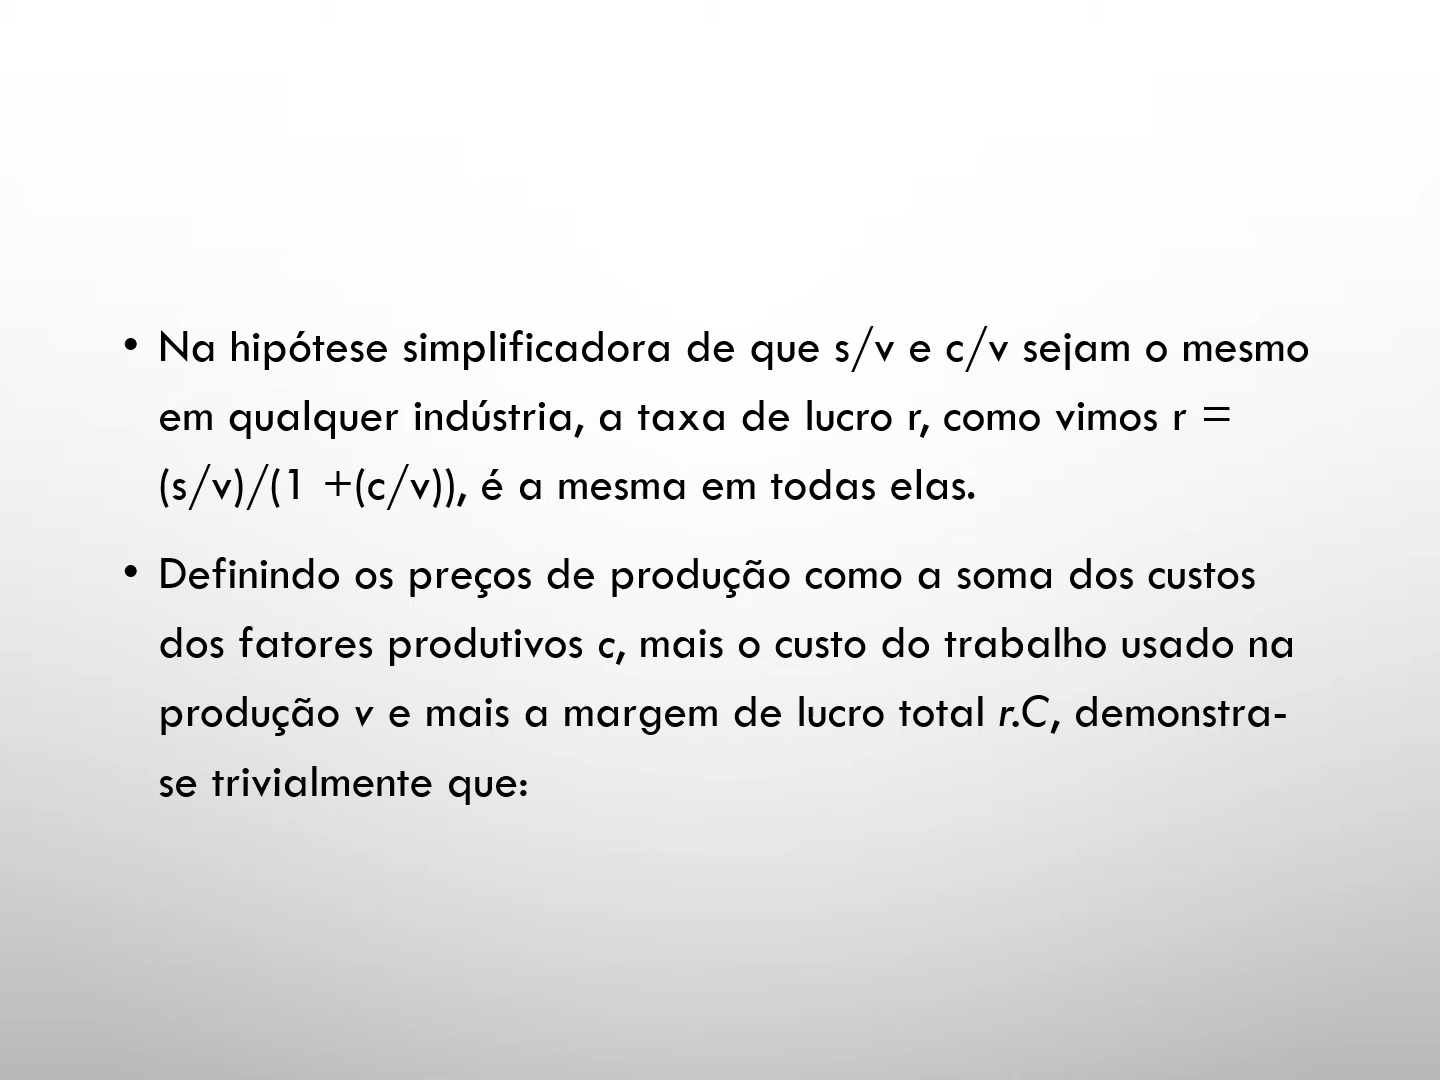 • Na hipótese simplificadora de que s/v e c/v sejam o mesmo
em qualquer indústria, a taxa de lucro r, como vimos r =
(s/v)/(1 +(c/v)), é a mesma em todas elas.
• Definindo os preços de produção como a soma dos custos
dos fatores produtivos c, mais o custo do trabalho usado na
produção v e mais a margem de lucro total r.C, demonstra-
se trivialmente que: